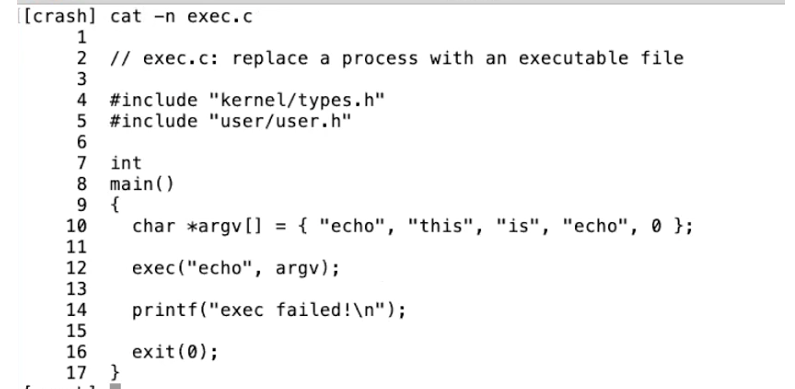 [[crash] cat -n exec.c
1
2 // exec.c: replace a process with an executable file
3
4 #include "kernel/types.h"
5 #include "user/user.h"
6
7 int
8 main()
9 {
10 char *argv[] = { "echo", "this", "is", "echo", 0 };
11
12 exec("echo", argv);
13
14 printf("exec failed!\n");
15
16 exit(0);
17 }